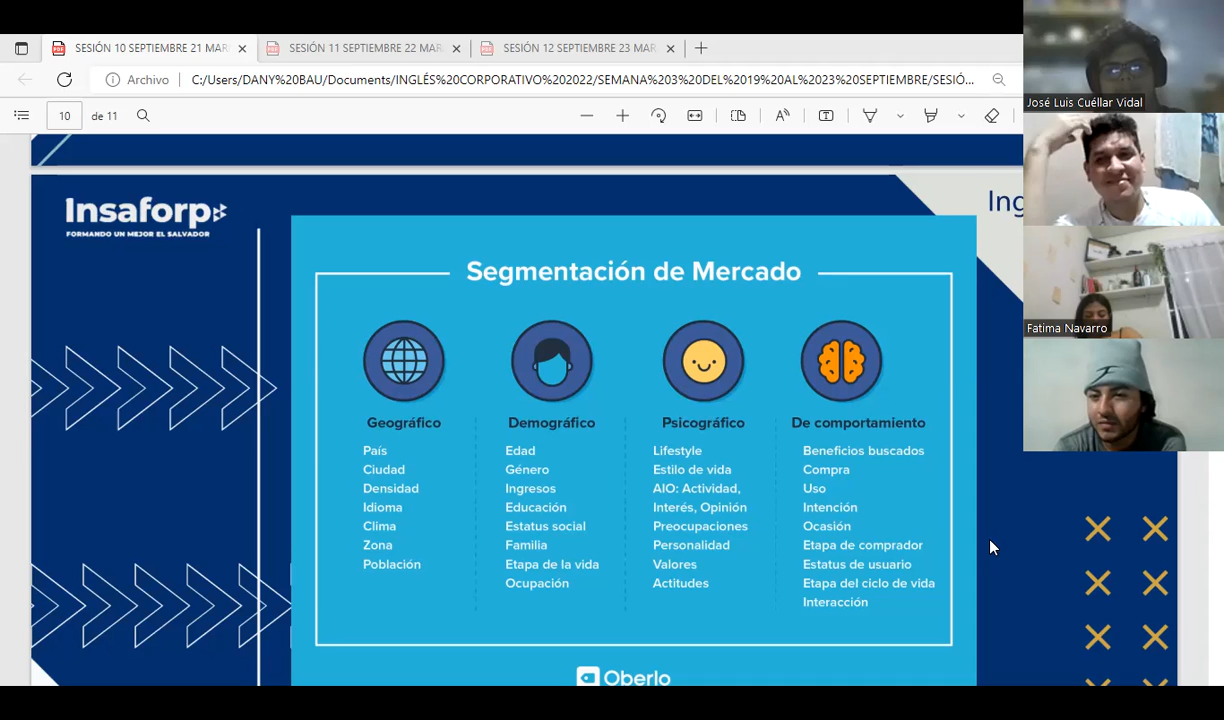 SESIÓN 10 SEPTIEMBRE 21 MAR
SESIÓN 11 SEPTIEMBRE 22 MAR
SESIÓN 12 SEPTIEMBRE 23 MAR
Archivo
C:/Users/DANY%20BAU/Documents/INGLÉS%20CORPORATIVO%202022/SEMANA%203%20DEL%2019%20AL%2023%20SEPTIEMBRE/SESIÓ...
10 de 11
José Luis Cuéllar Vidal
Fatima Navarro
Insaforp
FORMANDO UN MEJOR EL SALVADOR
Ing
Segmentación de Mercado
Geográfico
País
Ciudad
Densidad
Idioma
Clima
Zona
Población
Demográfico
Edad
Género
Ingresos
Educación
Estatus social
Familia
Etapa de la vida
Ocupación
Psicográfico
Lifestyle
Estilo de vida
AIO: Actividad,
Interés, Opinión
Preocupaciones
Personalidad
Valores
Actitudes
De comportamiento
Beneficios buscados
Compra
Uso
Intención
Ocasión
Etapa de comprador
Estatus de usuario
Etapa del ciclo de vida
Interacción
Oberlo